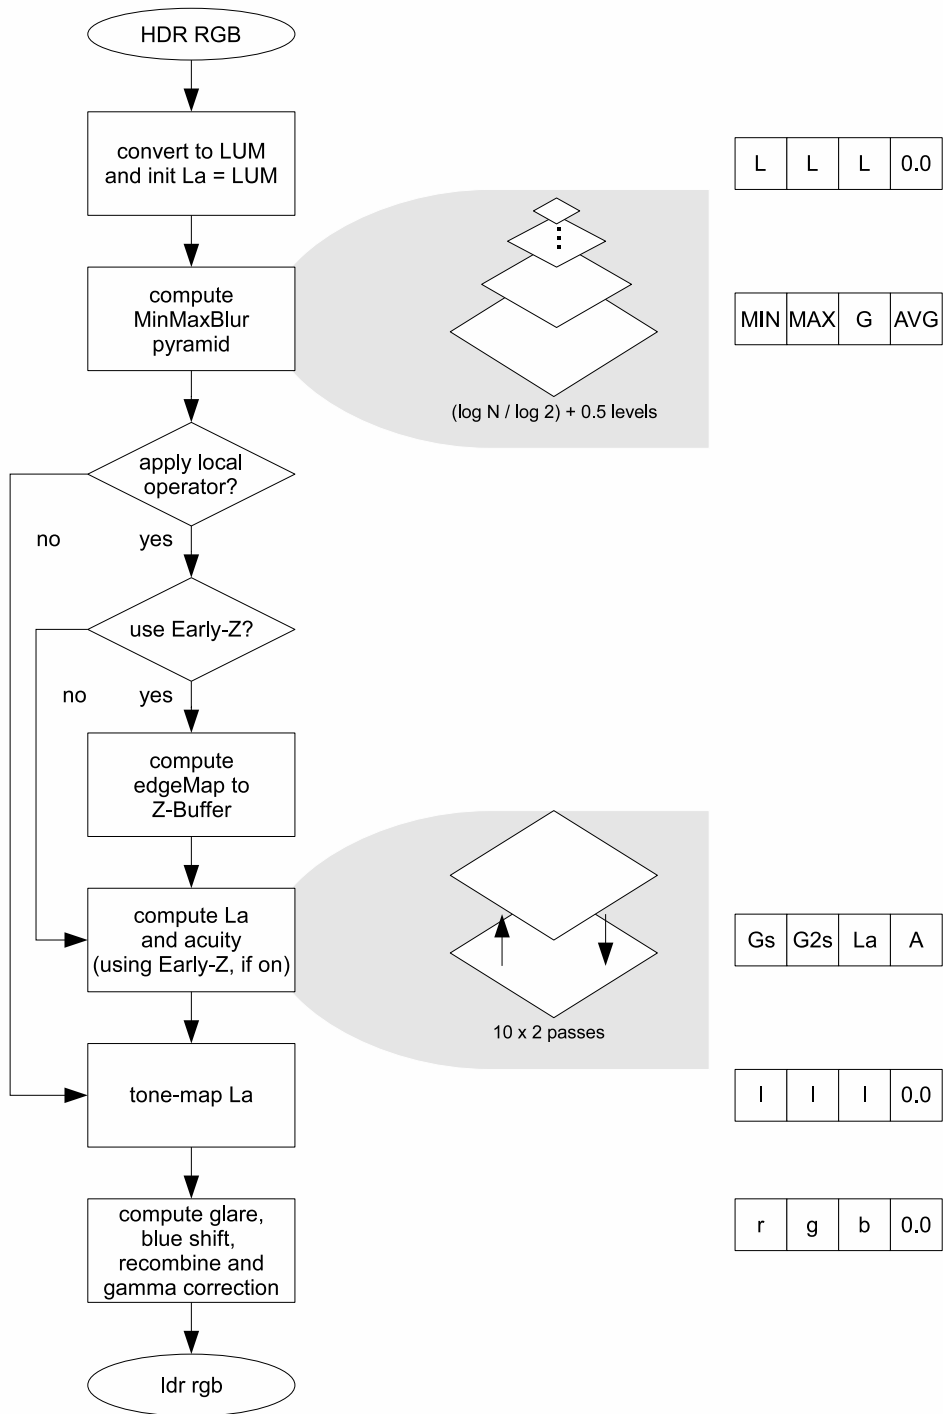 HDR RGB
convert to LUM
and init La = LUM
L L L 0.0
compute
MinMaxBlur
pyramid
(log N / log 2) + 0.5 levels
MIN MAX G AVG
apply local
operator?
no yes
use Early-Z?
no yes
compute
edgeMap to
Z-Buffer
compute La
and acuity
(using Early-Z, if on)
10 x 2 passes
Gs G2s La A
tone-map La
l l l 0.0
compute glare,
blue shift,
recombine and
gamma correction
r g b 0.0
ldr rgb